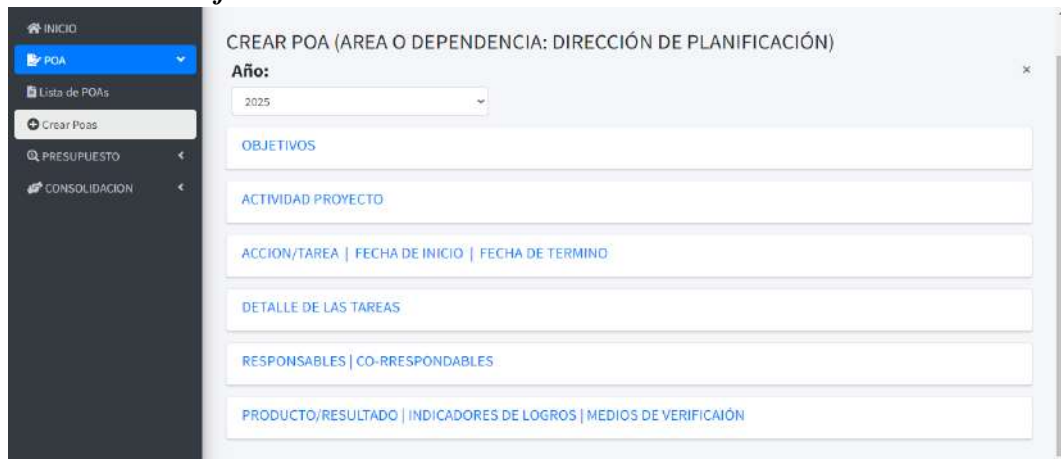 INICIO
POA
Lista de POAs
Crear Poas
PRESUPUESTO
CONSOLIDACION
CREAR POA (AREA O DEPENDENCIA: DIRECCIÓN DE PLANIFICACIÓN)
Año:
×
2025
OBJETIVOS
ACTIVIDAD PROYECTO
ACCION/TAREA | FECHA DE INICIO | FECHA DE TERMINO
DETALLE DE LAS TAREAS
RESPONSABLES | CO-RRESPONDABLES
PRODUCTO/RESULTADO | INDICADORES DE LOGROS | MEDIOS DE VERIFICAIÓN